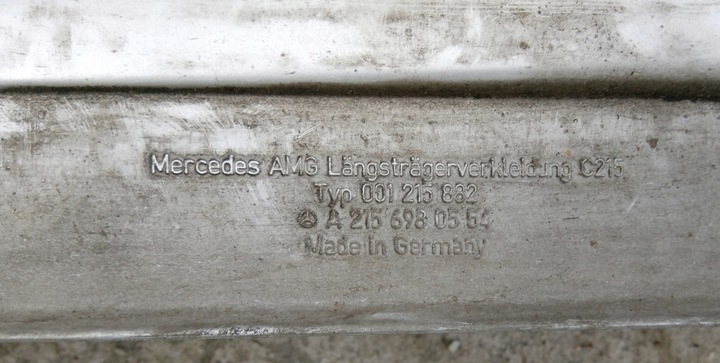 Mercedes AMG Längsträgerverkleidung C215
Typ 001 215 882
A 215 698 05 54
Made in Germany